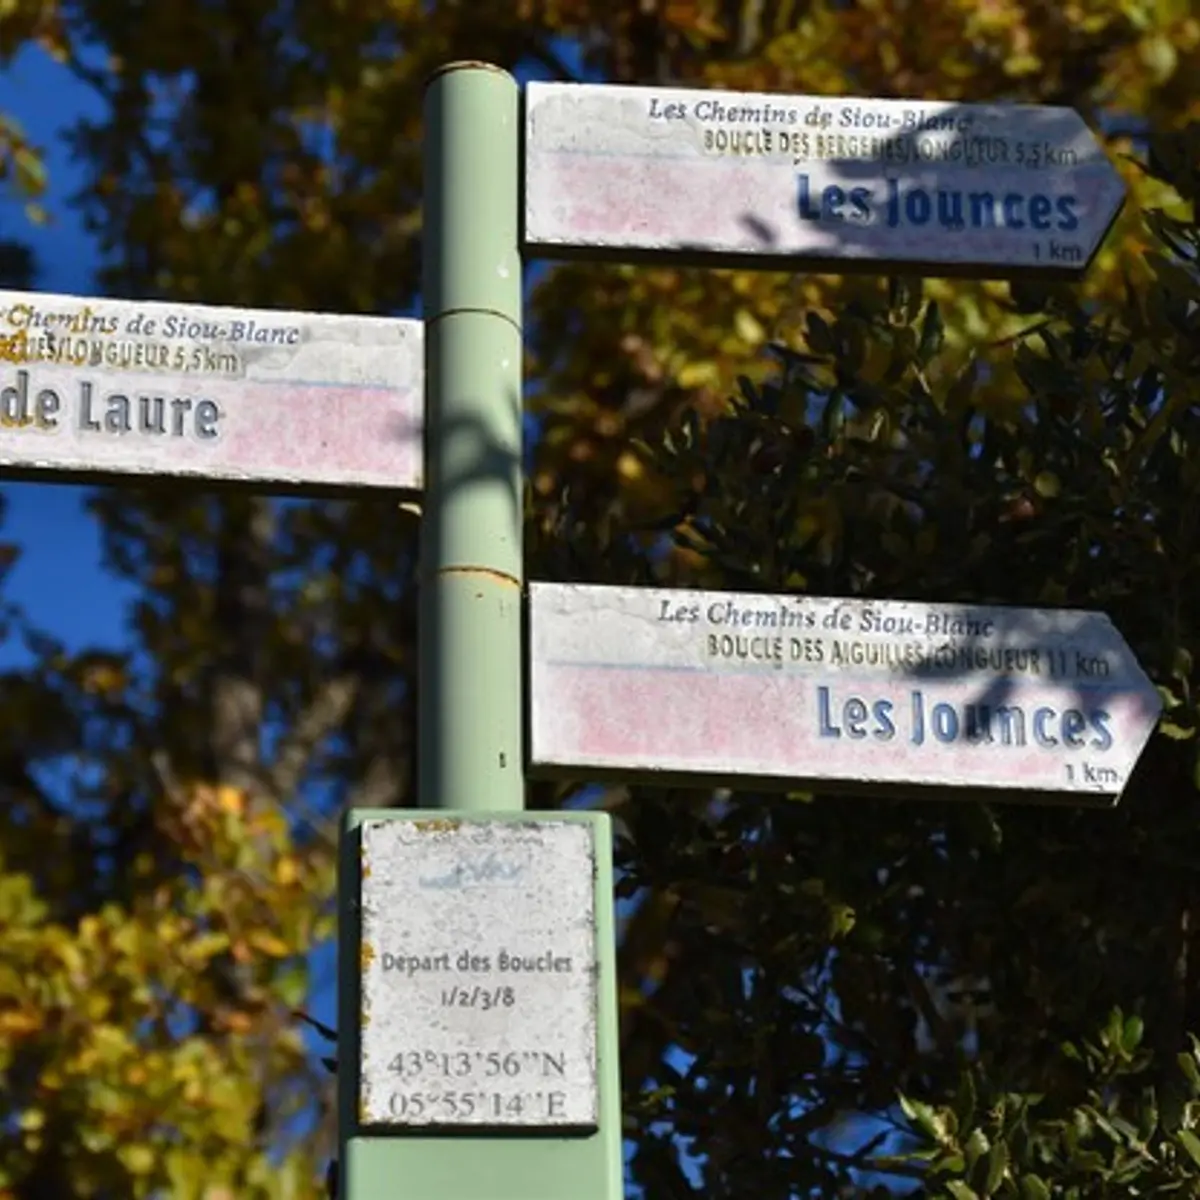 Les Chemins de Siou-Blanc
BOUCLE DES BERGERIES/LONGUEUR 5,5km
Les Jounces
1 km
Chemins de Siou-Blanc
/LONGUEUR 5,5km
de Laure
Les Chemins de Siou-Blanc
BOUCLE DES AIGUILLES/LONGUEUR 11 km
Les Jounces
1 km
Départ des Boucles
1/2/3/8
43°13'56"N
05°55'14"E